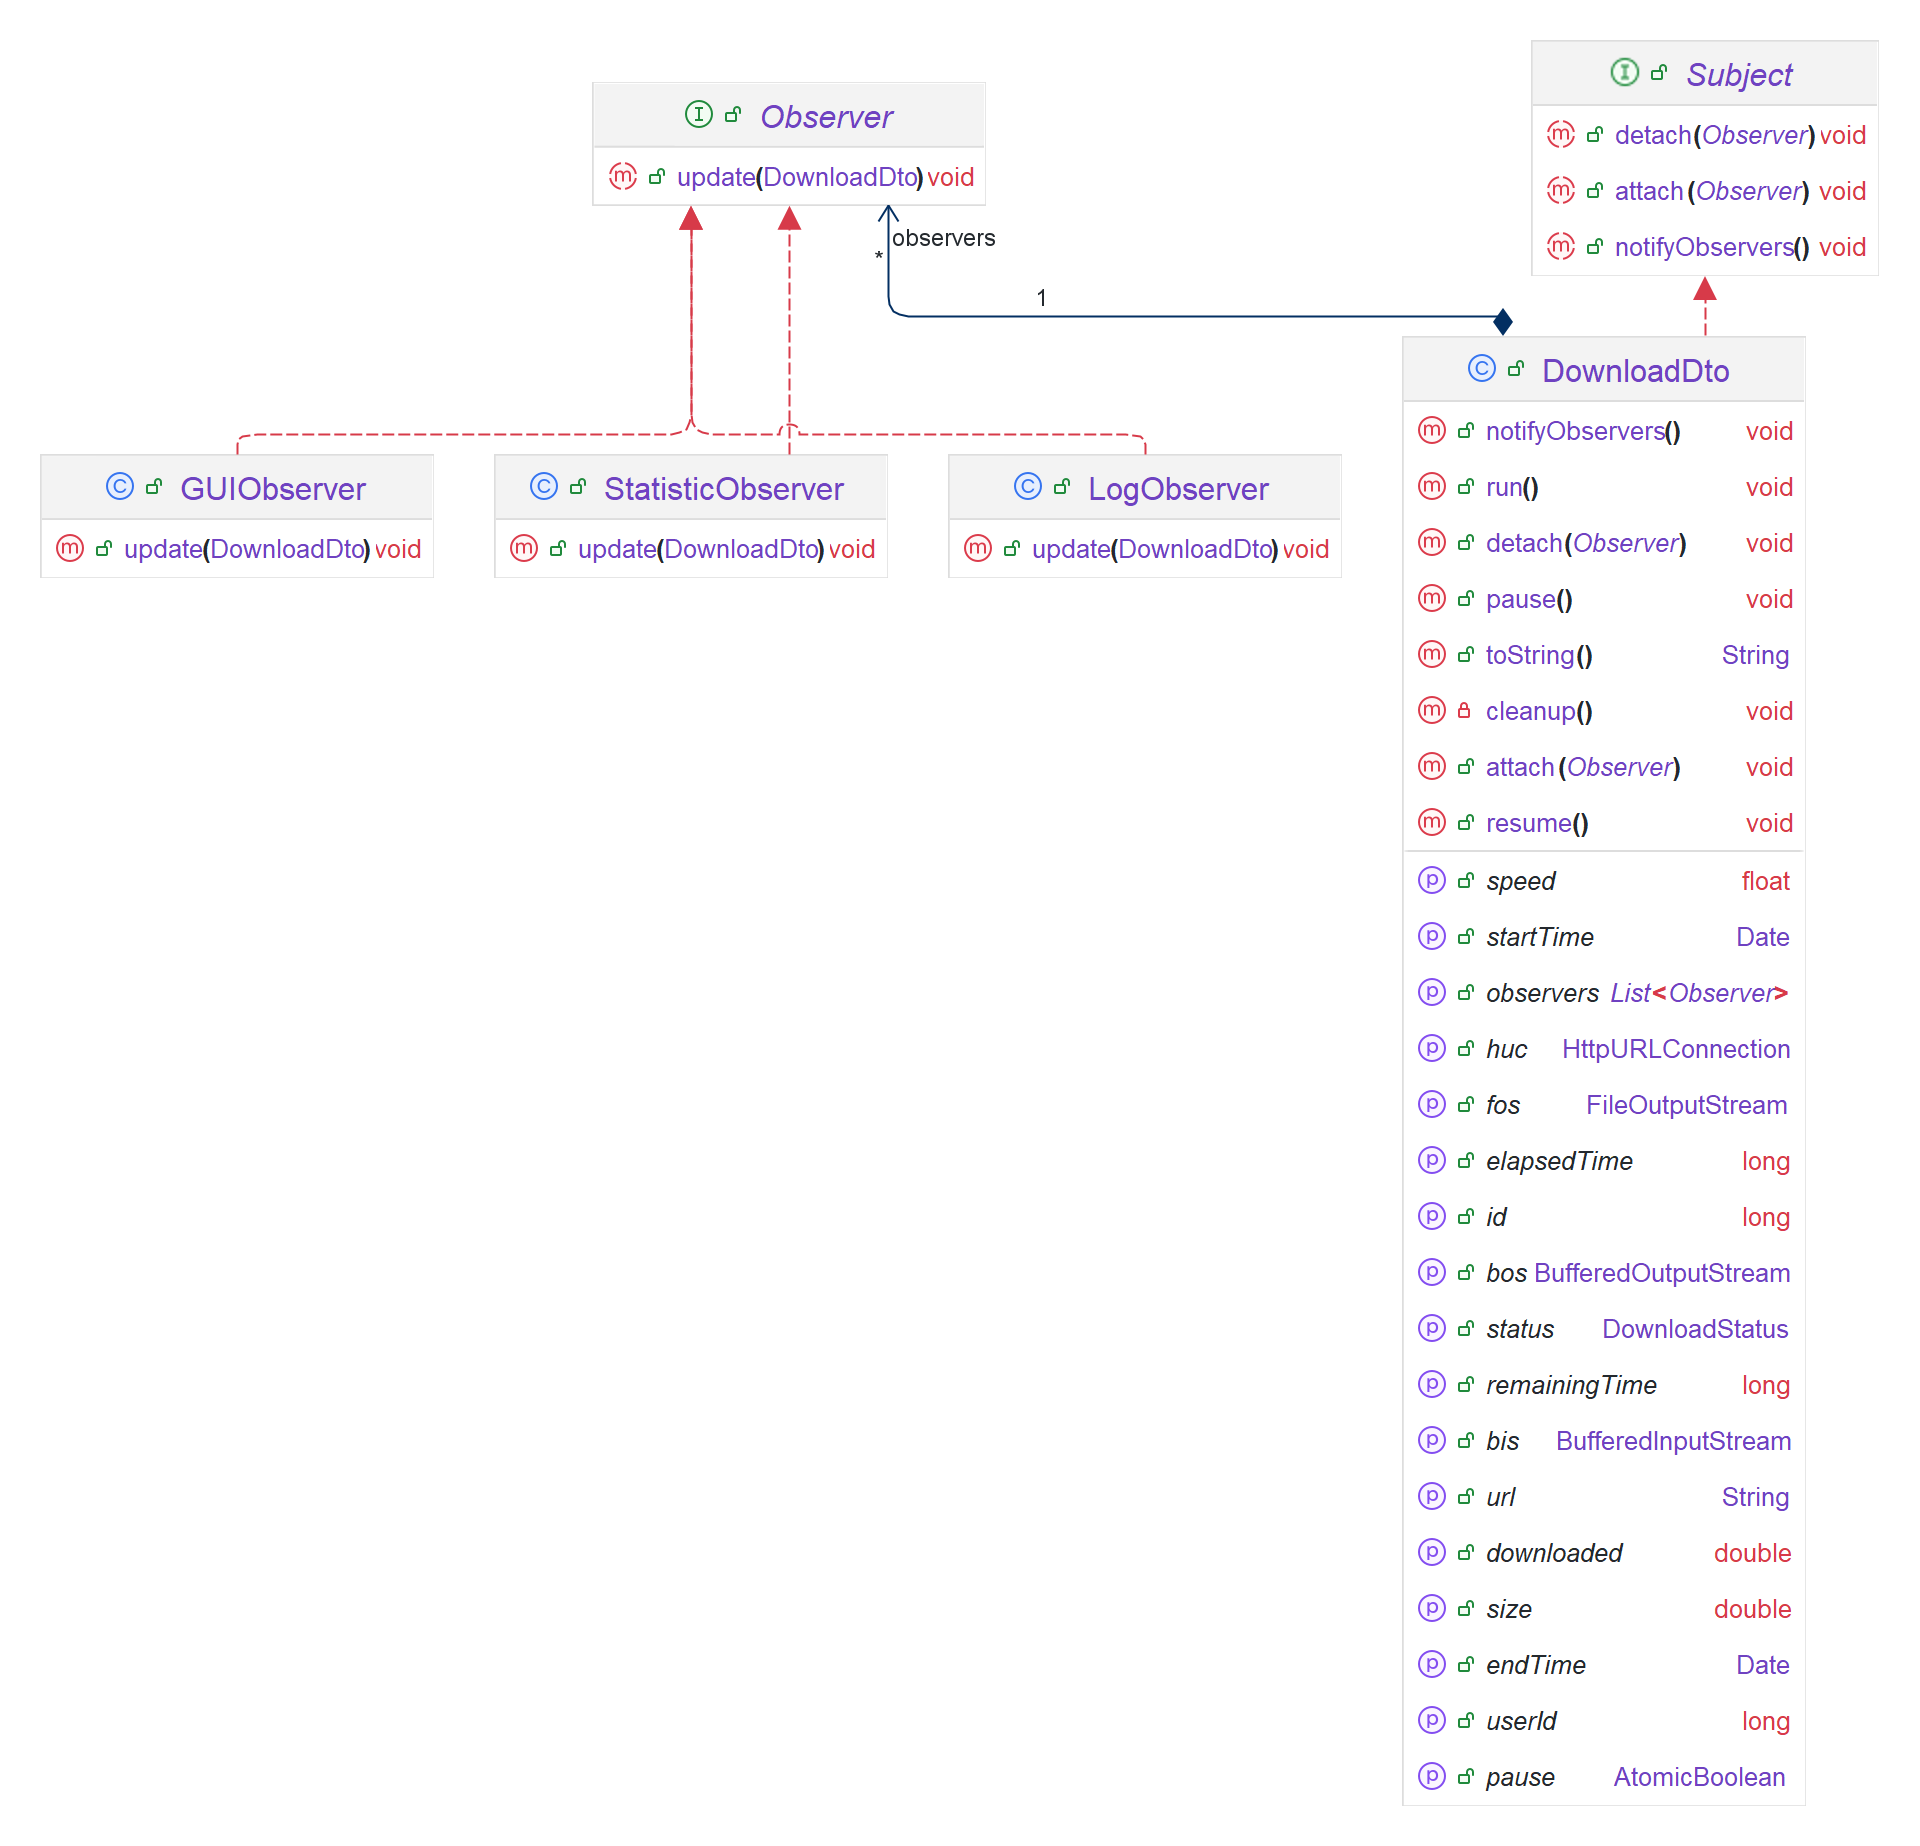 Observer
update(DownloadDto) void
observers
*
1
Subject
detach(Observer) void
attach(Observer) void
notifyObservers() void
GUIObserver
update(DownloadDto) void
StatisticObserver
update(DownloadDto) void
LogObserver
update(DownloadDto) void
DownloadDto
notifyObservers() void
run() void
detach(Observer) void
pause() void
toString() String
cleanup() void
attach(Observer) void
resume() void
speed float
startTime Date
observers List<Observer>
huc HttpURLConnection
fos FileOutputStream
elapsedTime long
id long
bos BufferedOutputStream
status DownloadStatus
remainingTime long
bis BufferedInputStream
url String
downloaded double
size double
endTime Date
userId long
pause AtomicBoolean